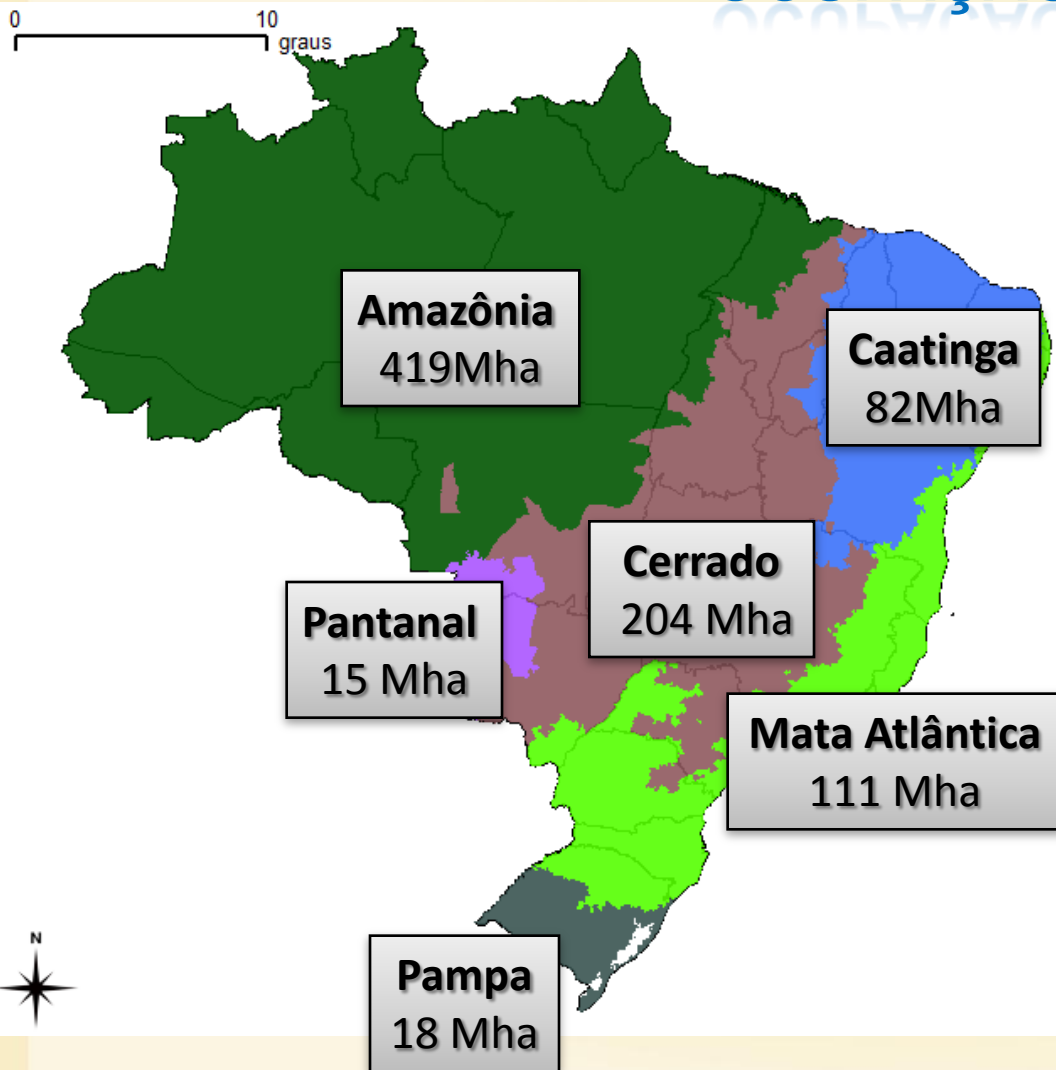 0 10
graus
Amazônia
419Mha
Caatinga
82Mha
Cerrado
204 Mha
Pantanal
15 Mha
Mata Atlântica
111 Mha
N
Pampa
18 Mha